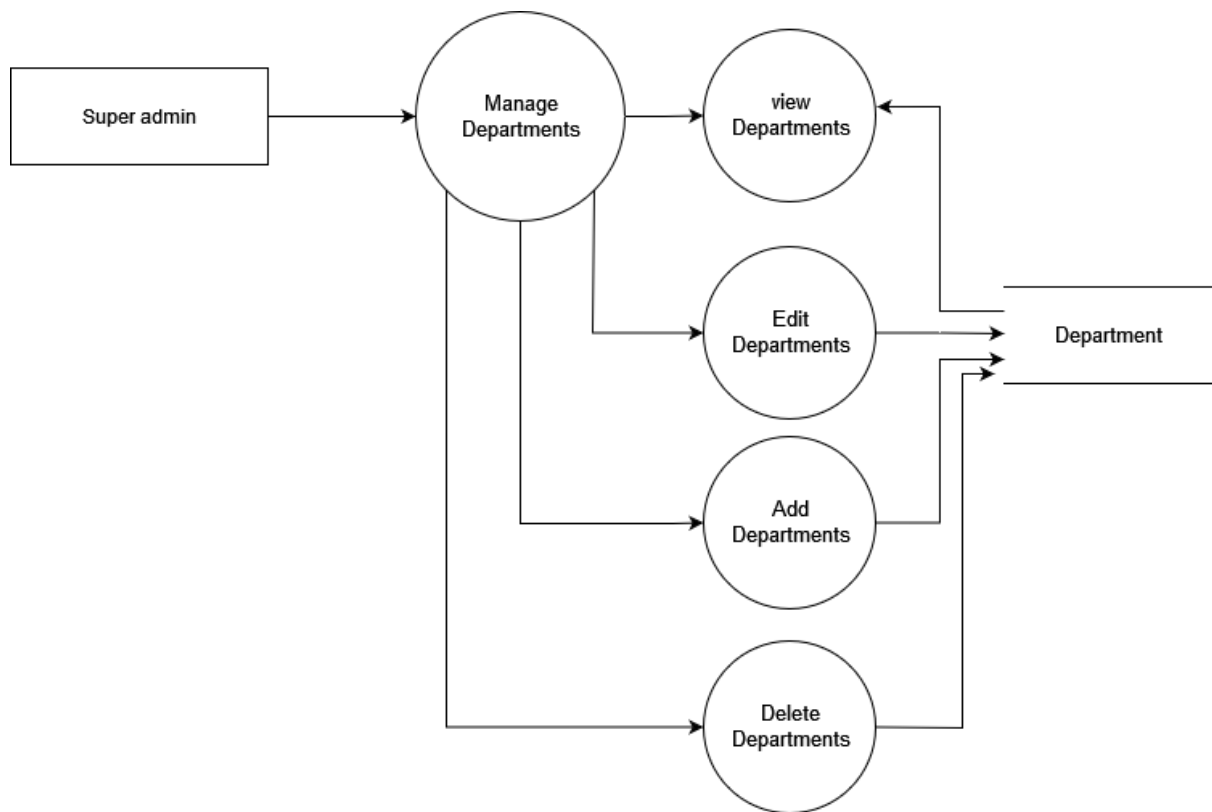 Super admin
Manage
Departments
view
Departments
Edit
Departments
Department
Add
Departments
Delete
Departments